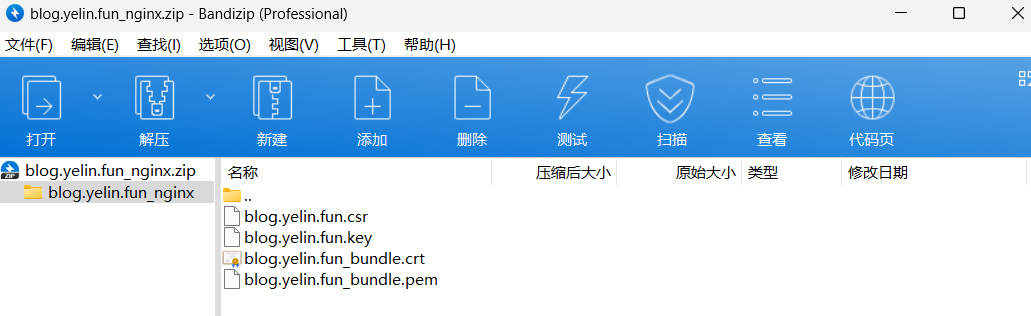 blog.yelin.fun_nginx.zip - Bandizip (Professional)
文件(F) 编辑(E) 查找(I) 选项(O) 视图(V) 工具(T) 帮助(H)
打开 解压 新建 添加 删除 测试 扫描 查看 代码页
blog.yelin.fun_nginx.zip
blog.yelin.fun_nginx
名称 压缩后大小 原始大小 类型 修改日期
..
blog.yelin.fun.csr
blog.yelin.fun.key
blog.yelin.fun_bundle.crt
blog.yelin.fun_bundle.pem